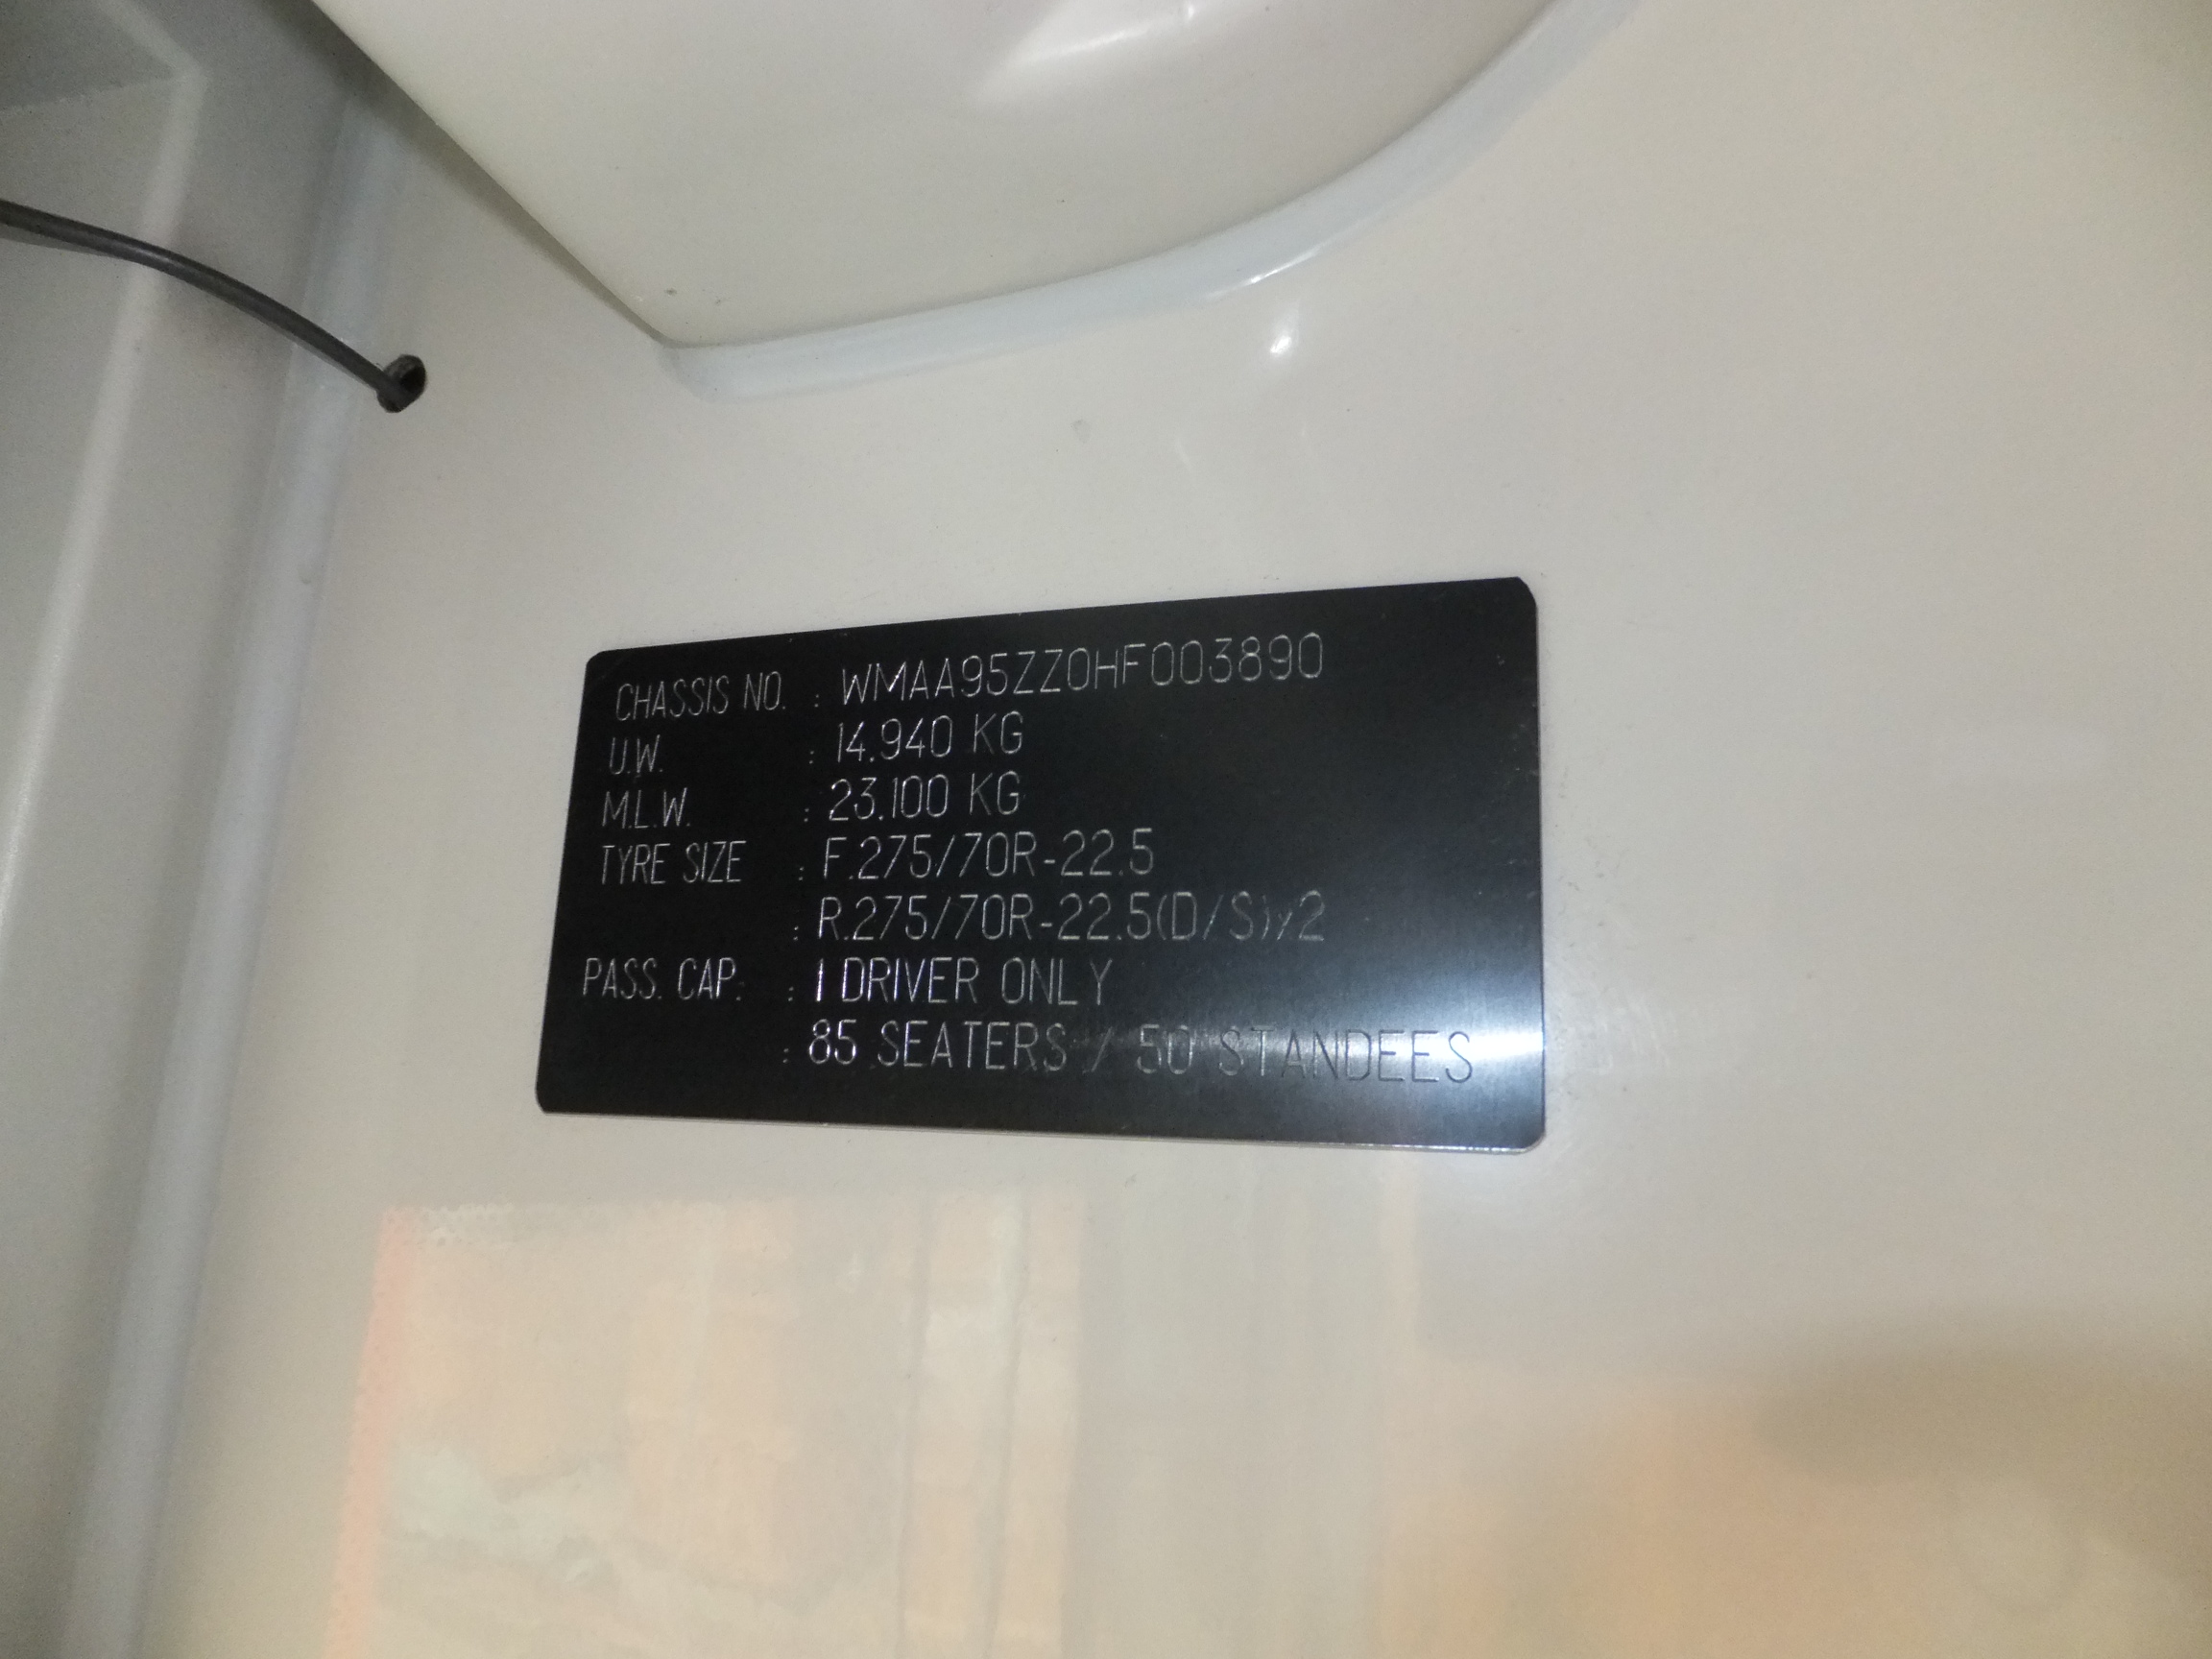 CHASSIS NO. : WMAA95ZZ0HF003890
U.W. : 14.940 KG
M.L.W. : 23.100 KG
TYRE SIZE : F.275/70R-22.5
: R.275/70R-22.5(D/S)x2
PASS. CAP. : 1 DRIVER ONLY
: 85 SEATERS / 50 STANDEES